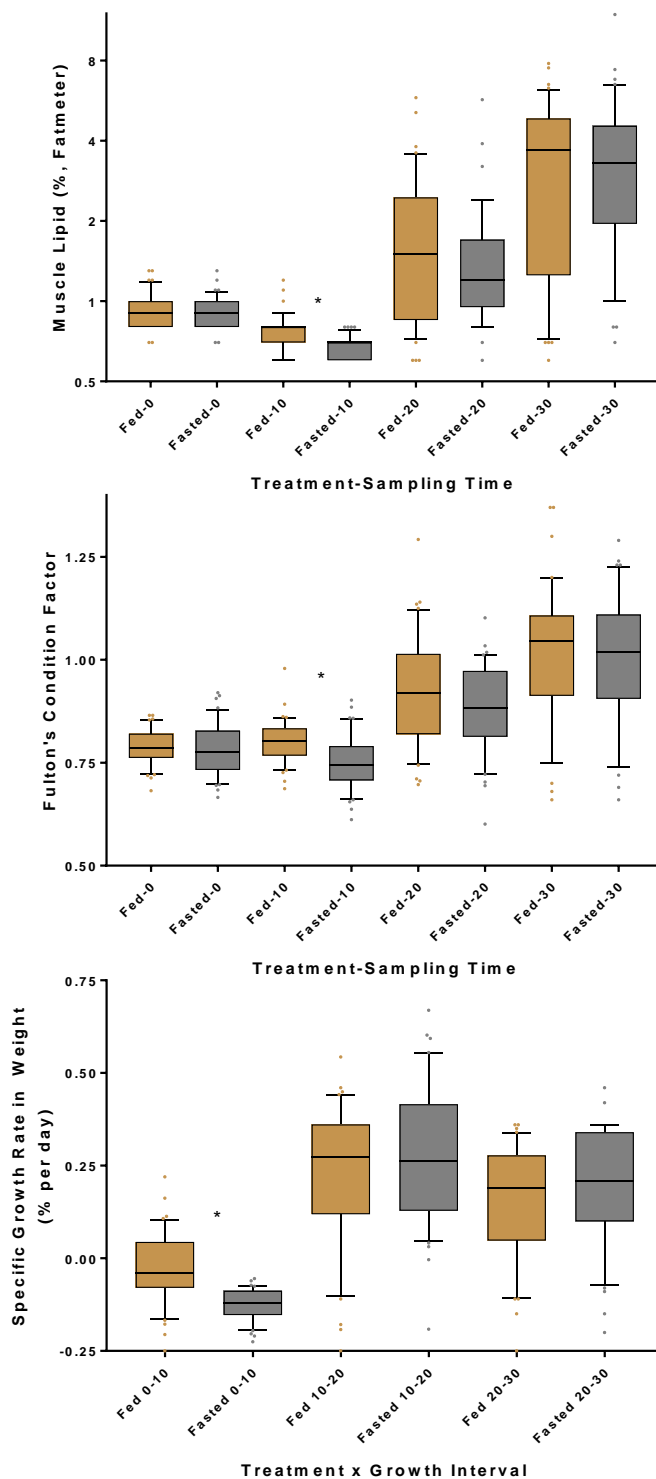 Muscle Lipid (%, Fatmeter)
8
4
2
1
0.5
*
Fed-0
Fasted-0
Fed-10
Fasted-10
Fed-20
Fasted-20
Fed-30
Fasted-30
Treatment-Sampling Time
Fulton's Condition Factor
1.25
1.00
0.75
0.50
*
Fed-0
Fasted-0
Fed-10
Fasted-10
Fed-20
Fasted-20
Fed-30
Fasted-30
Treatment-Sampling Time
Specific Growth Rate in Weight
(% per day)
0.75
0.50
0.25
0.00
-0.25
*
Fed 0-10
Fasted 0-10
Fed 10-20
Fasted 10-20
Fed 20-30
Fasted 20-30
Treatment x Growth Interval